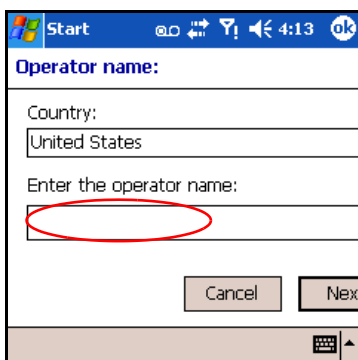 Start 4:13 ok
Operator name:
Country:
United States
Enter the operator name:
Cancel Nex